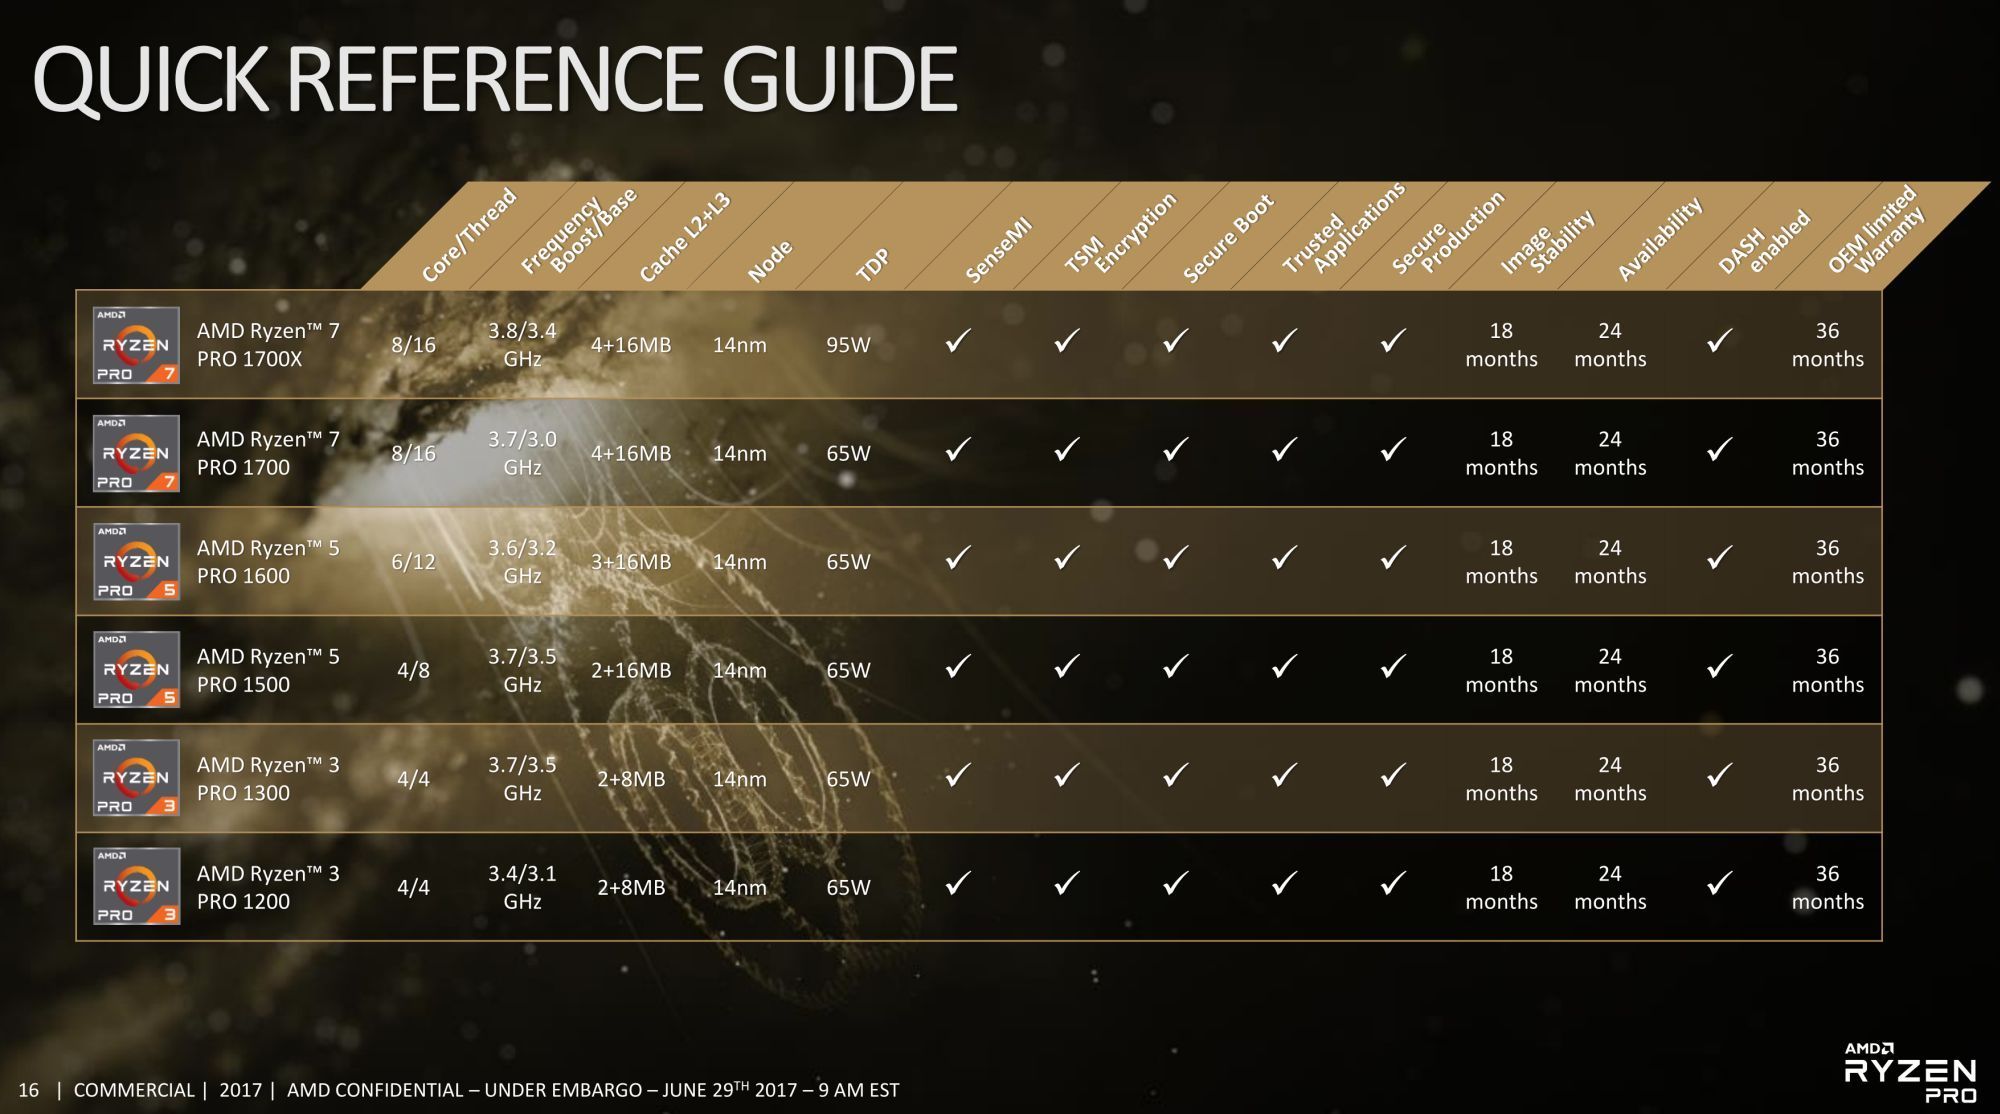 QUICK REFERENCE GUIDE
Core/Thread
Frequency
Boost/Base
Cache L2+L3
Node
TDP
SenseMI
TSM
Encryption
Secure Boot
Trusted
Applications
Secure
Production
Image
Stability
Availability
DASH
enabled
OEM limited
Warranty
AMD
RYZEN
PRO 7
AMD Ryzen™ 7
PRO 1700X
8/16
3.8/3.4
GHz
4+16MB
14nm
95W
✓
✓
✓
✓
✓
18
months
24
months
✓
36
months
AMD
RYZEN
PRO 7
AMD Ryzen™ 7
PRO 1700
8/16
3.7/3.0
GHz
4+16MB
14nm
65W
✓
✓
✓
✓
✓
18
months
24
months
✓
36
months
AMD
RYZEN
PRO 5
AMD Ryzen™ 5
PRO 1600
6/12
3.6/3.2
GHz
3+16MB
14nm
65W
✓
✓
✓
✓
✓
18
months
24
months
✓
36
months
AMD
RYZEN
PRO 5
AMD Ryzen™ 5
PRO 1500
4/8
3.7/3.5
GHz
2+16MB
14nm
65W
✓
✓
✓
✓
✓
18
months
24
months
✓
36
months
AMD
RYZEN
PRO 3
AMD Ryzen™ 3
PRO 1300
4/4
3.7/3.5
GHz
2+8MB
14nm
65W
✓
✓
✓
✓
✓
18
months
24
months
✓
36
months
AMD
RYZEN
PRO 3
AMD Ryzen™ 3
PRO 1200
4/4
3.4/3.1
GHz
2+8MB
14nm
65W
✓
✓
✓
✓
✓
18
months
24
months
✓
36
months
16 | COMMERCIAL | 2017 | AMD CONFIDENTIAL – UNDER EMBARGO – JUNE 29TH 2017 – 9 AM EST
AMD
RYZEN
PRO